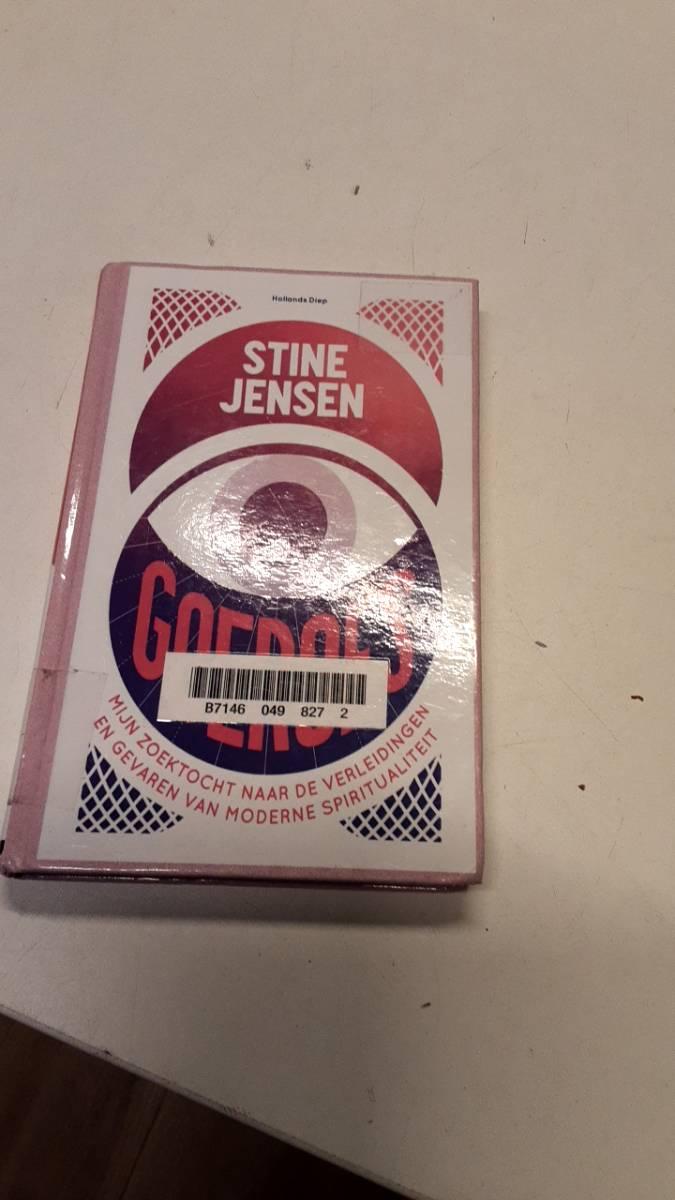 Hollands Diep
STINE
JENSEN
B7146 049 827 2
MIJN ZOEKTOCHT NAAR DE VERLEIDINGEN
EN GEVAREN VAN MODERNE SPIRITUALITEIT